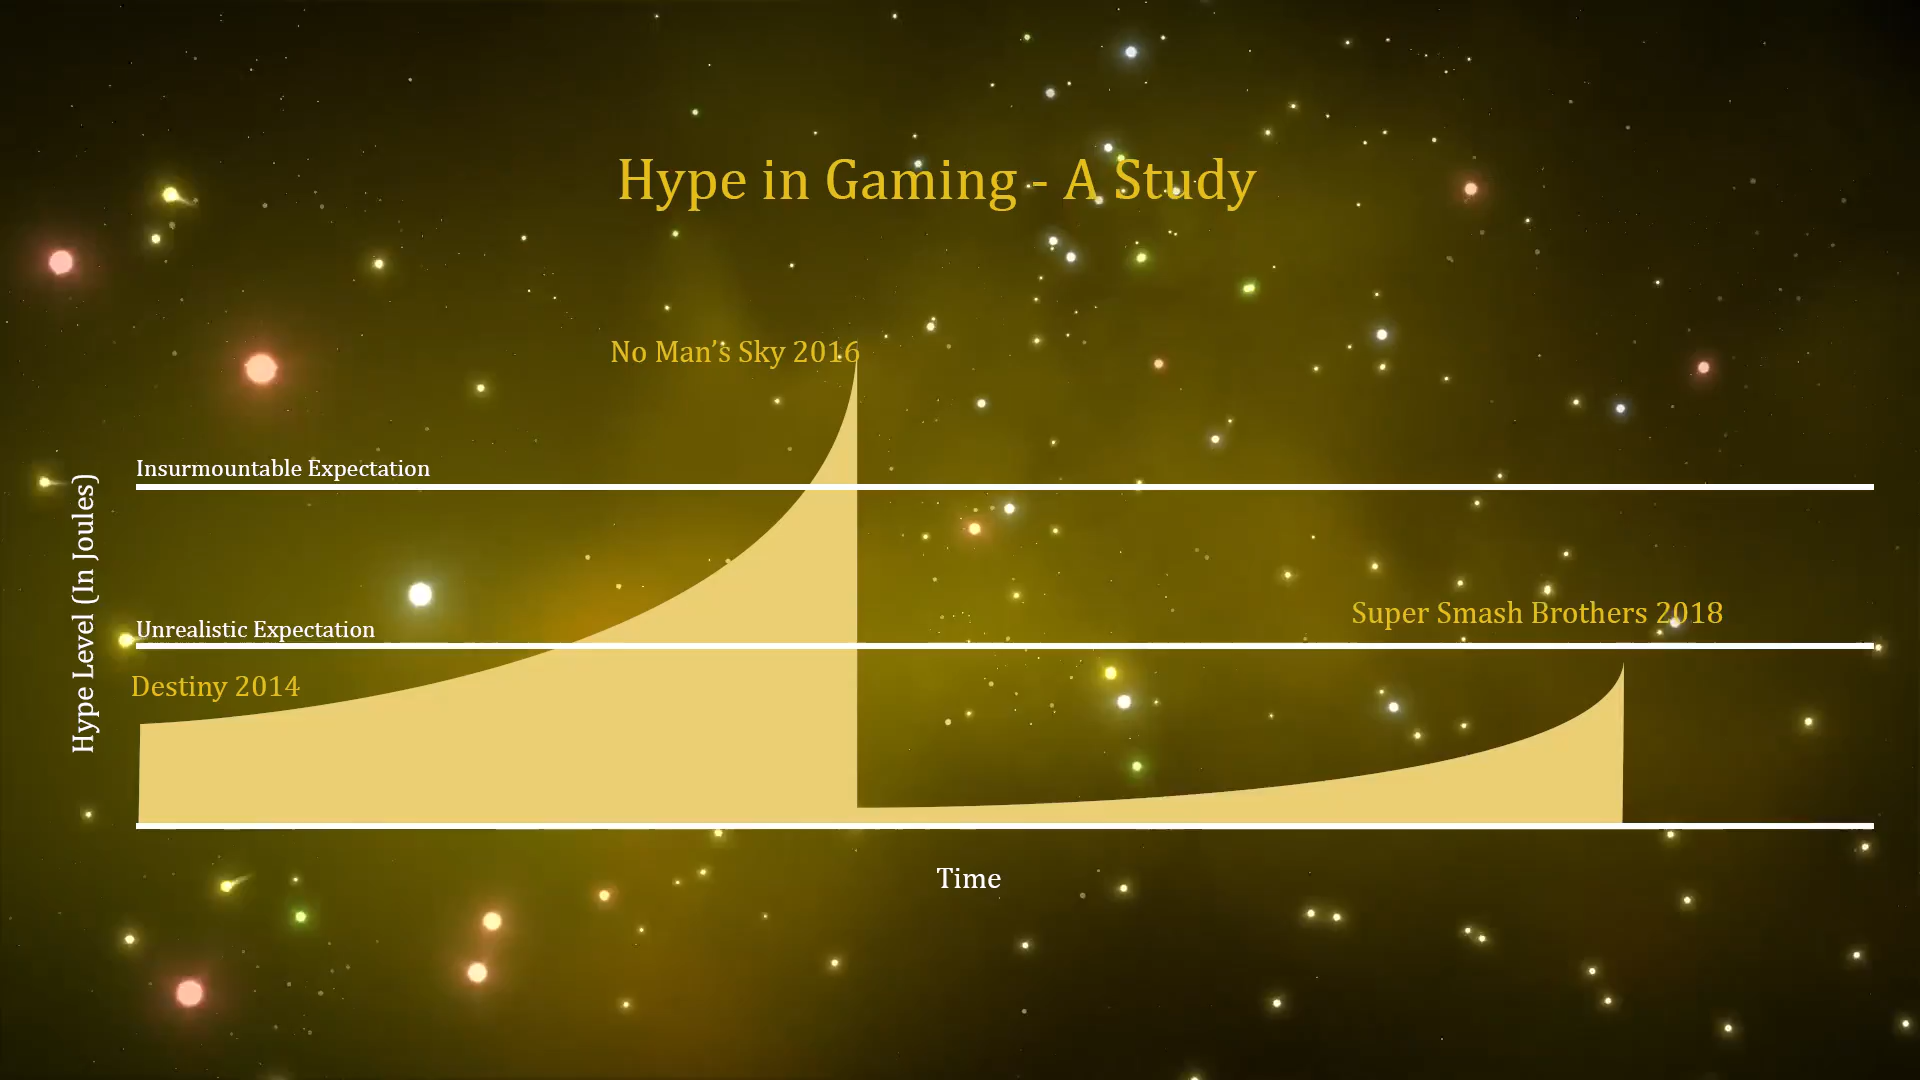 Hype in Gaming - A Study
No Man’s Sky 2016
Insurmountable Expectation
Hype Level (In Joules)
Super Smash Brothers 2018
Unrealistic Expectation
Destiny 2014
Time